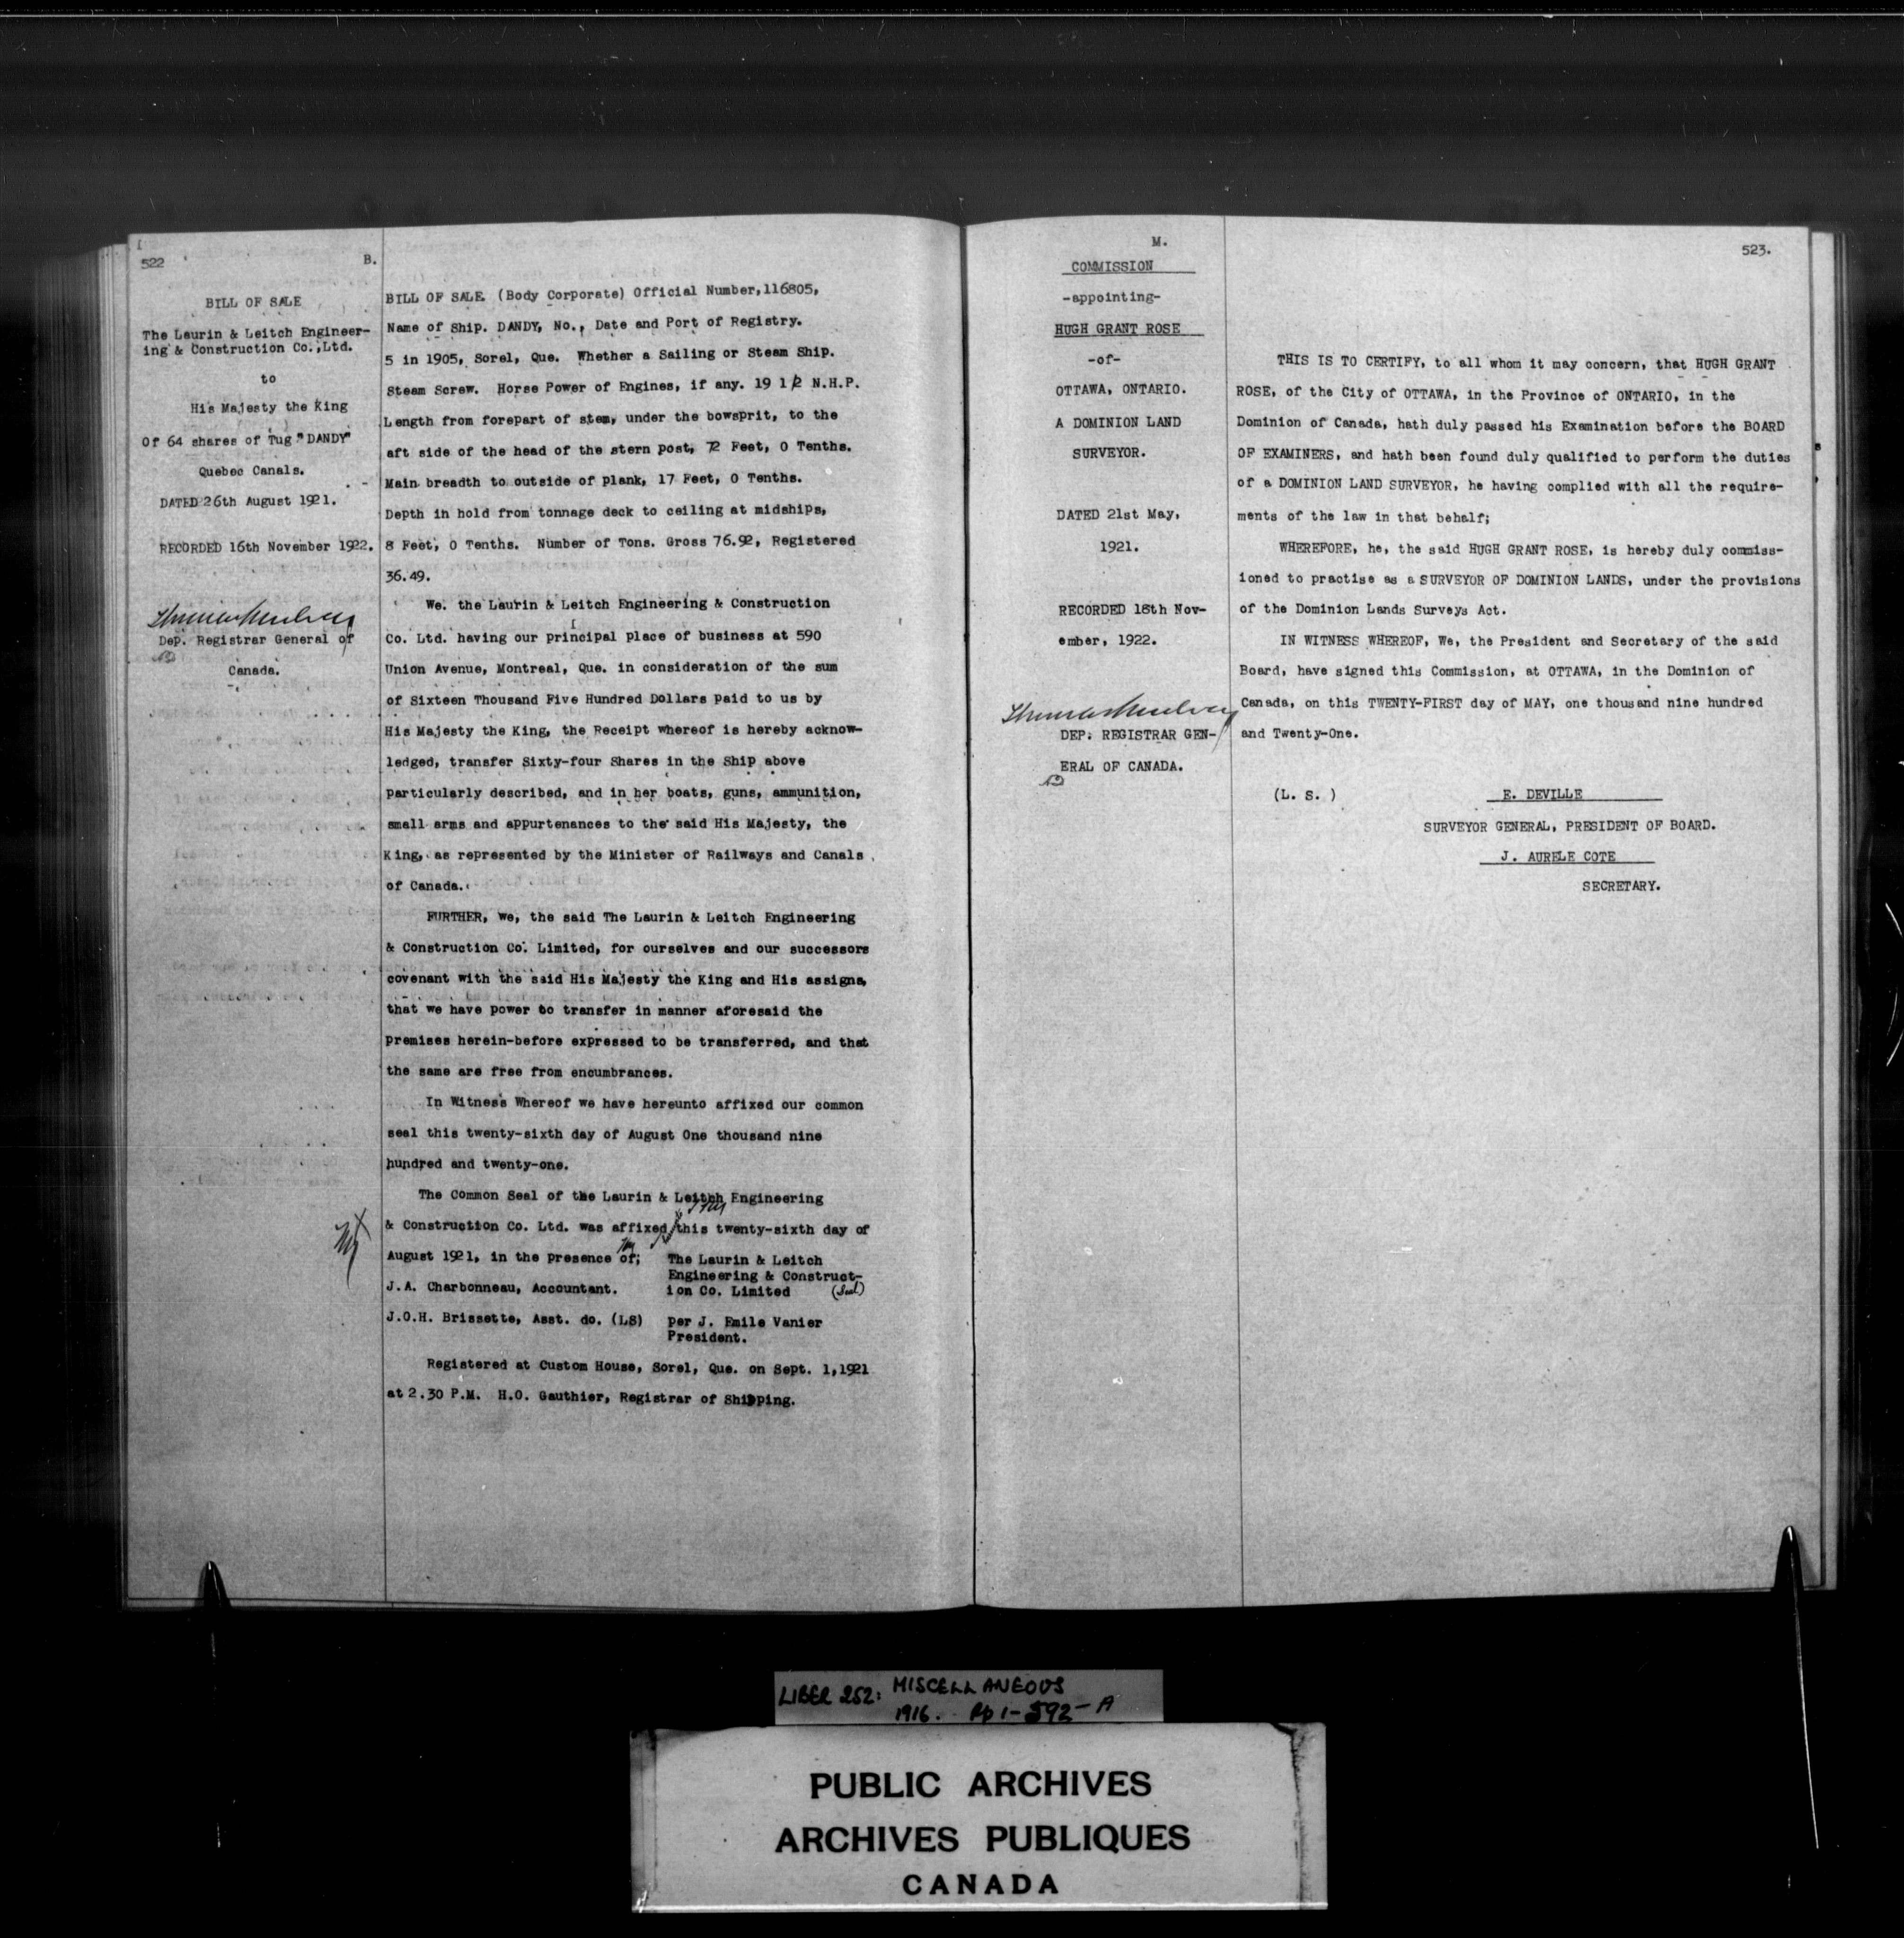 522 B.
BILL OF SALE
The Laurin & Leitch Engineer-
ing & Construction Co.,Ltd.
to
His Majesty the King
Of 64 shares of Tug "DANDY"
Quebec Canals.
DATED 26th August 1921.
RECORDED 16th November 1922.
Thomas Mulvey
Dep. Registrar General of
Canada.
BILL OF SALE (Body Corporate) Official Number,116805,
Name of Ship. DANDY, No., Date and Port of Registry.
5 in 1905, Sorel, Que. Whether a Sailing or Steam Ship.
Steam Screw. Horse Power of Engines, if any. 19 1/2 N.H.P.
Length from forepart of stem, under the bowsprit, to the
aft side of the head of the stern post, 72 Feet, 0 Tenths.
Main breadth to outside of plank, 17 Feet, 0 Tenths.
Depth in hold from tonnage deck to ceiling at midships,
8 Feet, 0 Tenths. Number of Tons. Gross 76.92, Registered
36.49.
We. the Laurin & Leitch Engineering & Construction
Co. Ltd. having our principal place of business at 590
Union Avenue, Montreal, Que. in consideration of the sum
of Sixteen Thousand Five Hundred Dollars paid to us by
His Majesty the King, the Receipt whereof is hereby acknow-
ledged, transfer Sixty-four Shares in the Ship above
particularly described, and in her boats, guns, ammunition,
small arms and appurtenances to the said His Majesty, the
King, as represented by the Minister of Railways and Canals
of Canada.
FURTHER, we, the said The Laurin & Leitch Engineering
& Construction Co. Limited, for ourselves and our successors
covenant with the said His Majesty the King and His assigns,
that we have power to transfer in manner aforesaid the
premises herein-before expressed to be transferred, and that
the same are free from encumbrances.
In Witness Whereof we have hereunto affixed our common
seal this twenty-sixth day of August One thousand nine
hundred and twenty-one.
The Common Seal of the Laurin & Leitch Engineering
& Construction Co. Ltd. was affixed this twenty-sixth day of
August 1921, in the presence of; The Laurin & Leitch
Engineering & Construct-
J.A. Charbonneau, Accountant. ion Co. Limited (Seal)
J.O.H. Brissette, Asst. do. (LS) per J. Emile Vanier
President.
Registered at Custom House, Sorel, Que. on Sept. 1,1921
at 2.30 P.M. H.O. Gauthier, Registrar of Shipping.
M. 523.
COMMISSION
-appointing-
HUGH GRANT ROSE
-of-
OTTAWA, ONTARIO.
A DOMINION LAND
SURVEYOR.
DATED 21st May,
1921.
RECORDED 18th Nov-
ember, 1922.
Thomas Mulvey
DEP. REGISTRAR GEN-
ERAL OF CANADA.
THIS IS TO CERTIFY, to all whom it may concern, that HUGH GRANT
ROSE, of the City of OTTAWA, in the Province of ONTARIO, in the
Dominion of Canada, hath duly passed his Examination before the BOARD
OF EXAMINERS, and hath been found duly qualified to perform the duties
of a DOMINION LAND SURVEYOR, he having complied with all the require-
ments of the law in that behalf;
WHEREFORE, he, the said HUGH GRANT ROSE, is hereby duly commiss-
ioned to practise as a SURVEYOR OF DOMINION LANDS, under the provisions
of the Dominion Lands Surveys Act.
IN WITNESS WHEREOF, We, the President and Secretary of the said
Board, have signed this Commission, at OTTAWA, in the Dominion of
Canada, on this TWENTY-FIRST day of MAY, one thousand nine hundred
and Twenty-One.
(L. S. ) E. DEVILLE
SURVEYOR GENERAL, PRESIDENT OF BOARD.
J. AURELE COTE
SECRETARY.
LIBER 252: MISCELLANEOUS
1916. Pp 1-592-A
PUBLIC ARCHIVES
ARCHIVES PUBLIQUES
CANADA